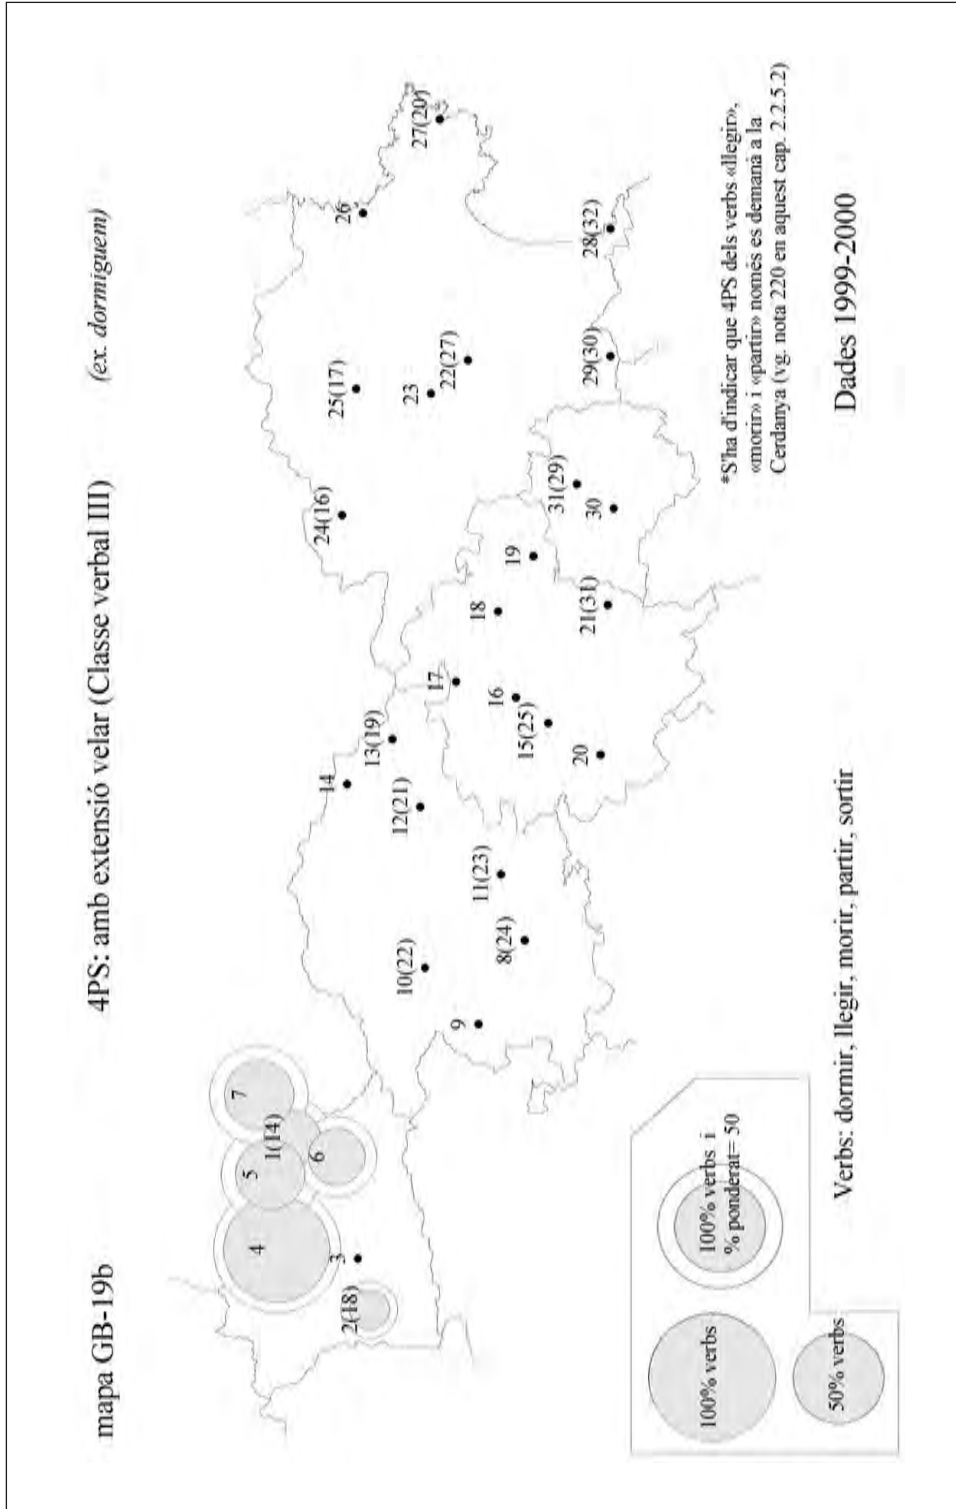 mapa GB-19b
4PS: amb extensió velar (Classe verbal III)
(ex. dormiguem)
4
5
1(14)
7
6
3
2(18)
10(22)
9
8(24)
11(23)
12(21)
14
13(19)
17
16
15(25)
20
18
19
21(31)
24(16)
25(17)
23
22(27)
26
27(20)
28(32)
29(30)
31(29)
30
*S'ha d'indicar que 4PS dels verbs «llegir»,
«morir» i «partir» només es demanà a la
Cerdanya (vg. nota 220 en aquest cap. 2.2.5.2)
100% verbs
100% verbs i
% ponderat= 50
50% verbs
Verbs: dormir, llegir, morir, partir, sortir
Dades 1999-2000